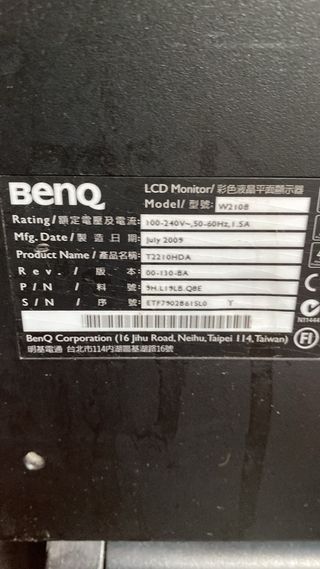 BenQ
LCD Monitor/ 彩色液晶平面顯示器
Model/ 型號: W2108
Rating/額定電壓及電流: 100-240V~,50-60Hz,1.5A
Mfg. Date/製造日期: July 2009
Product Name/產品名稱: T2210HDA
Rev./ 版本: 00-130-BA
P/N/ 料號: 9H.L19LB.Q8E
S/N/ 序號: ETF7902861SL0 Y
BenQ Corporation (16 Jihu Road, Neihu, Taipei 114, Taiwan)
明基電通 台北市114內湖區基湖路16號